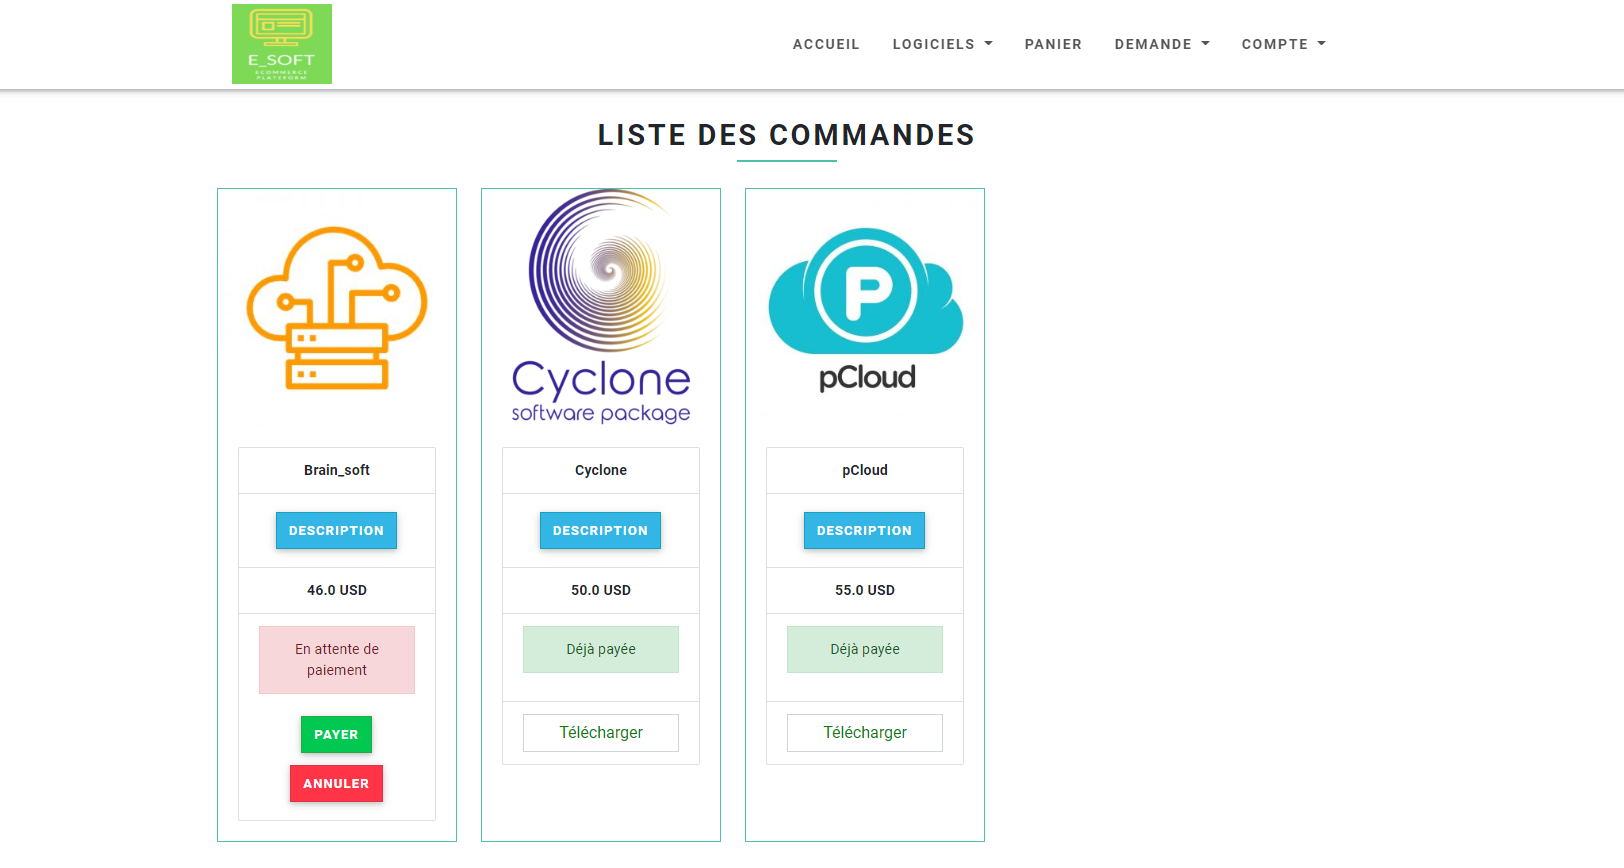 E_SOFT
ECOMMERCE
PLATEFORM
ACCUEIL LOGICIELS PANIER DEMANDE COMPTE
LISTE DES COMMANDES
Cyclone
software package
P
pCloud
Brain_soft
DESCRIPTION
46.0 USD
En attente de
paiement
PAYER
ANNULER
Cyclone
DESCRIPTION
50.0 USD
Déjà payée
Télécharger
pCloud
DESCRIPTION
55.0 USD
Déjà payée
Télécharger